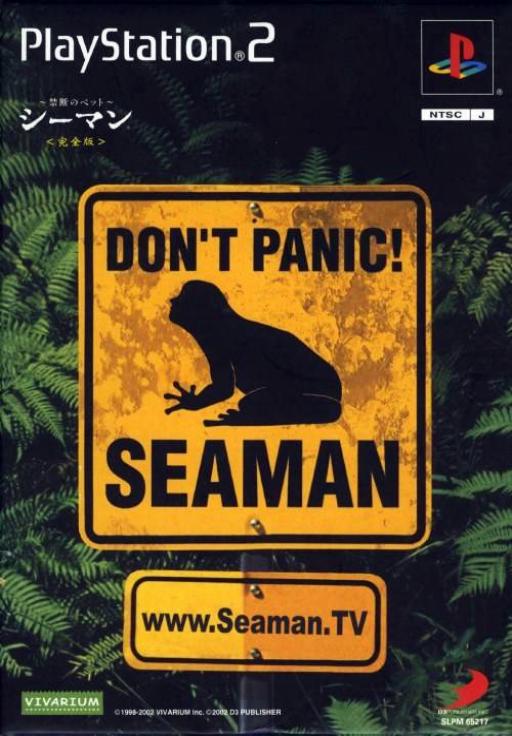 PlayStation®2
～禁断のペット～
シーマン
＜完全版＞
®
NTSC J
DON'T PANIC!
SEAMAN
www.Seaman.TV
VIVARIUM
©1998-2002 VIVARIUM Inc. ©2002 D3 PUBLISHER
SLPM 65217